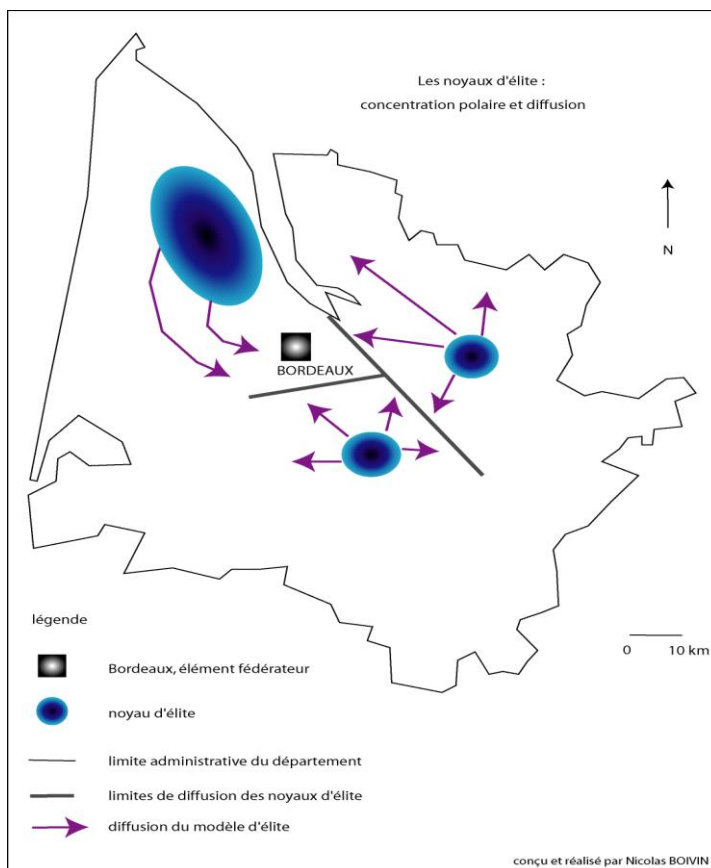 Les noyaux d'élite :
concentration polaire et diffusion
N
BORDEAUX
0 10 km
légende
Bordeaux, élément fédérateur
noyau d'élite
limite administrative du département
limites de diffusion des noyaux d'élite
diffusion du modèle d'élite
conçu et réalisé par Nicolas BOIVIN